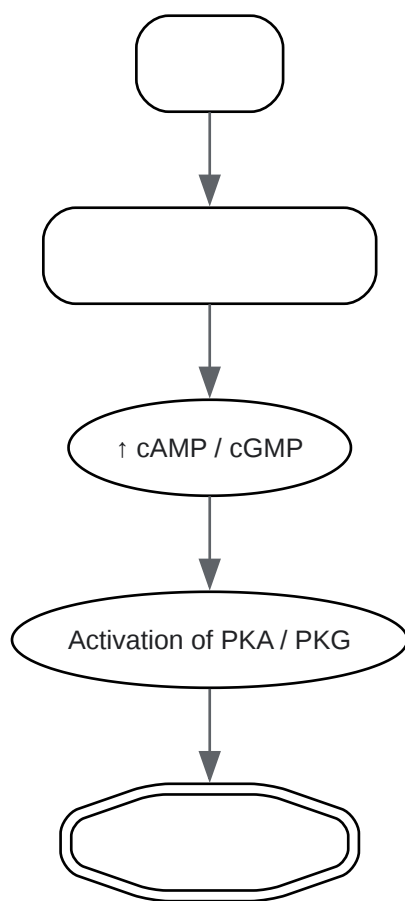 ↑ cAMP / cGMP
Activation of PKA / PKG